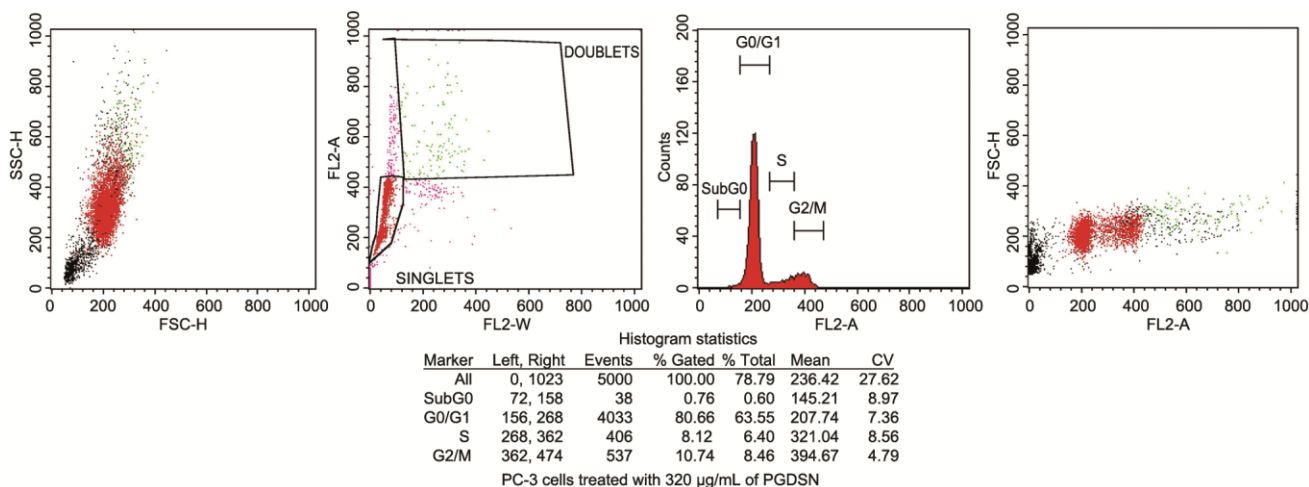 SSC-H
0 200 400 600 800 1000
0 200 400 600 800 1000
FSC-H
FL2-A
0 200 400 600 800 1000
DOUBLETS
SINGLETS
0 200 400 600 800 1000
FL2-W
Counts
0 40 80 120 160 200
G0/G1
S
SubG0
G2/M
0 200 400 600 800 1000
FL2-A
FSC-H
0 200 400 600 800 1000
0 200 400 600 800 1000
FL2-A
Histogram statistics
Marker Left, Right Events % Gated % Total Mean CV
All 0, 1023 5000 100.00 78.79 236.42 27.62
SubG0 72, 158 38 0.76 0.60 145.21 8.97
G0/G1 156, 268 4033 80.66 63.55 207.74 7.36
S 268, 362 406 8.12 6.40 321.04 8.56
G2/M 362, 474 537 10.74 8.46 394.67 4.79
PC-3 cells treated with 320 µg/mL of PGDSN